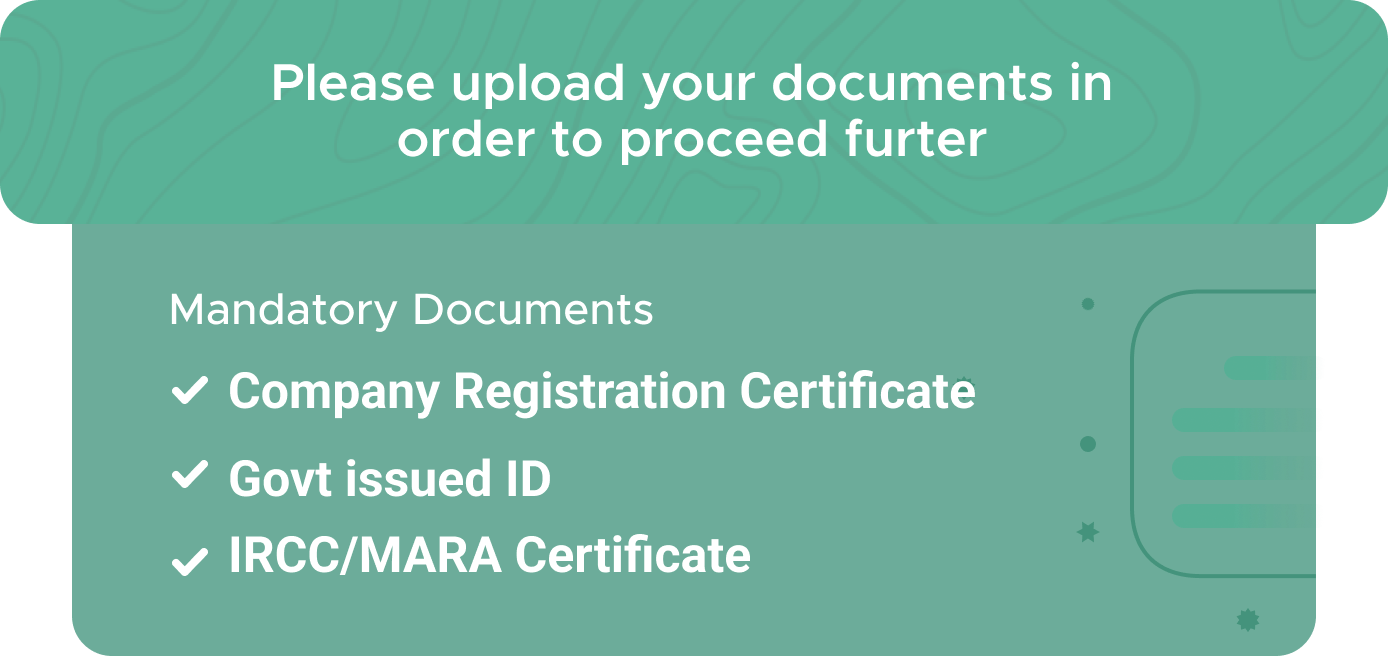 Please upload your documents in
order to proceed furter
Mandatory Documents
Company Registration Certificate
Govt issued ID
IRCC/MARA Certificate